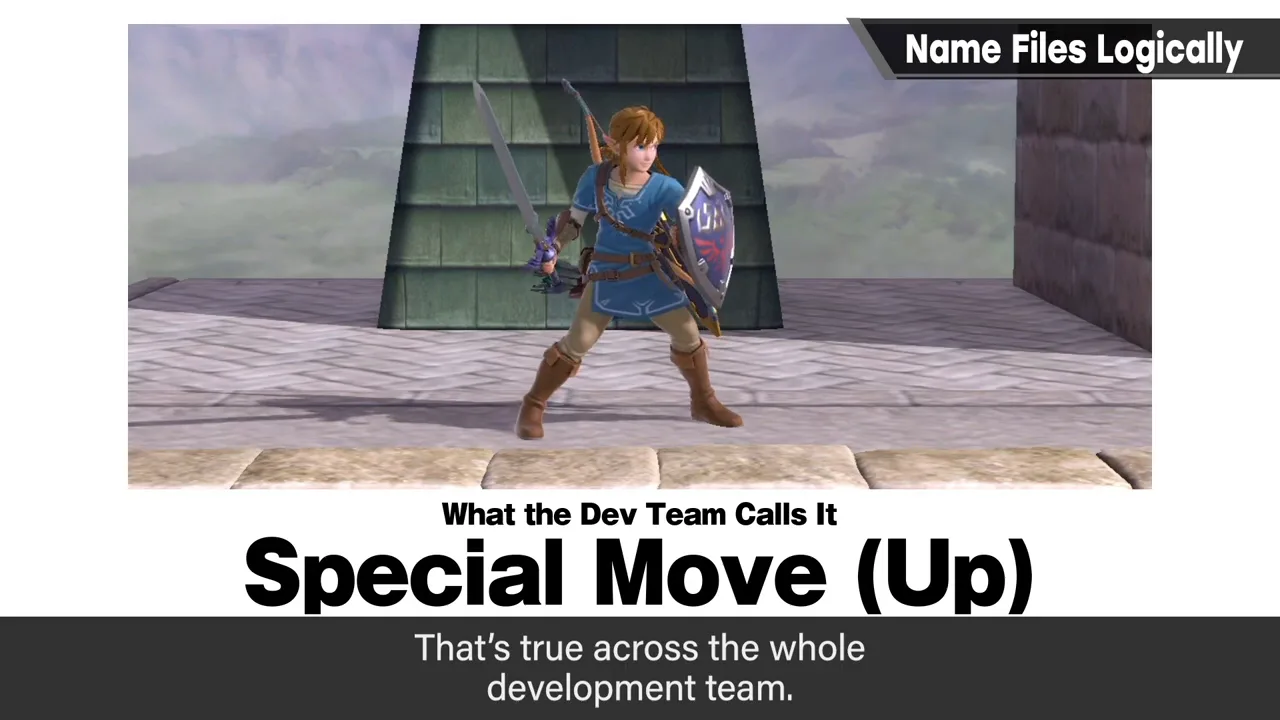 Name Files Logically
What the Dev Team Calls It
Special Move (Up)
That's true across the whole
development team.